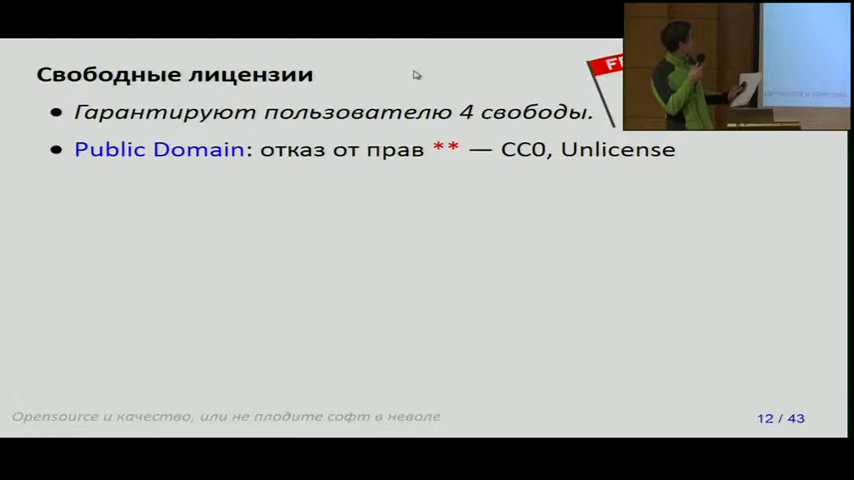 Свободные лицензии
• Гарантируют пользователю 4 свободы.
• Public Domain: отказ от прав ** — CC0, Unlicense
Opensource и качество, или не плодите софт в неволе
12 / 43